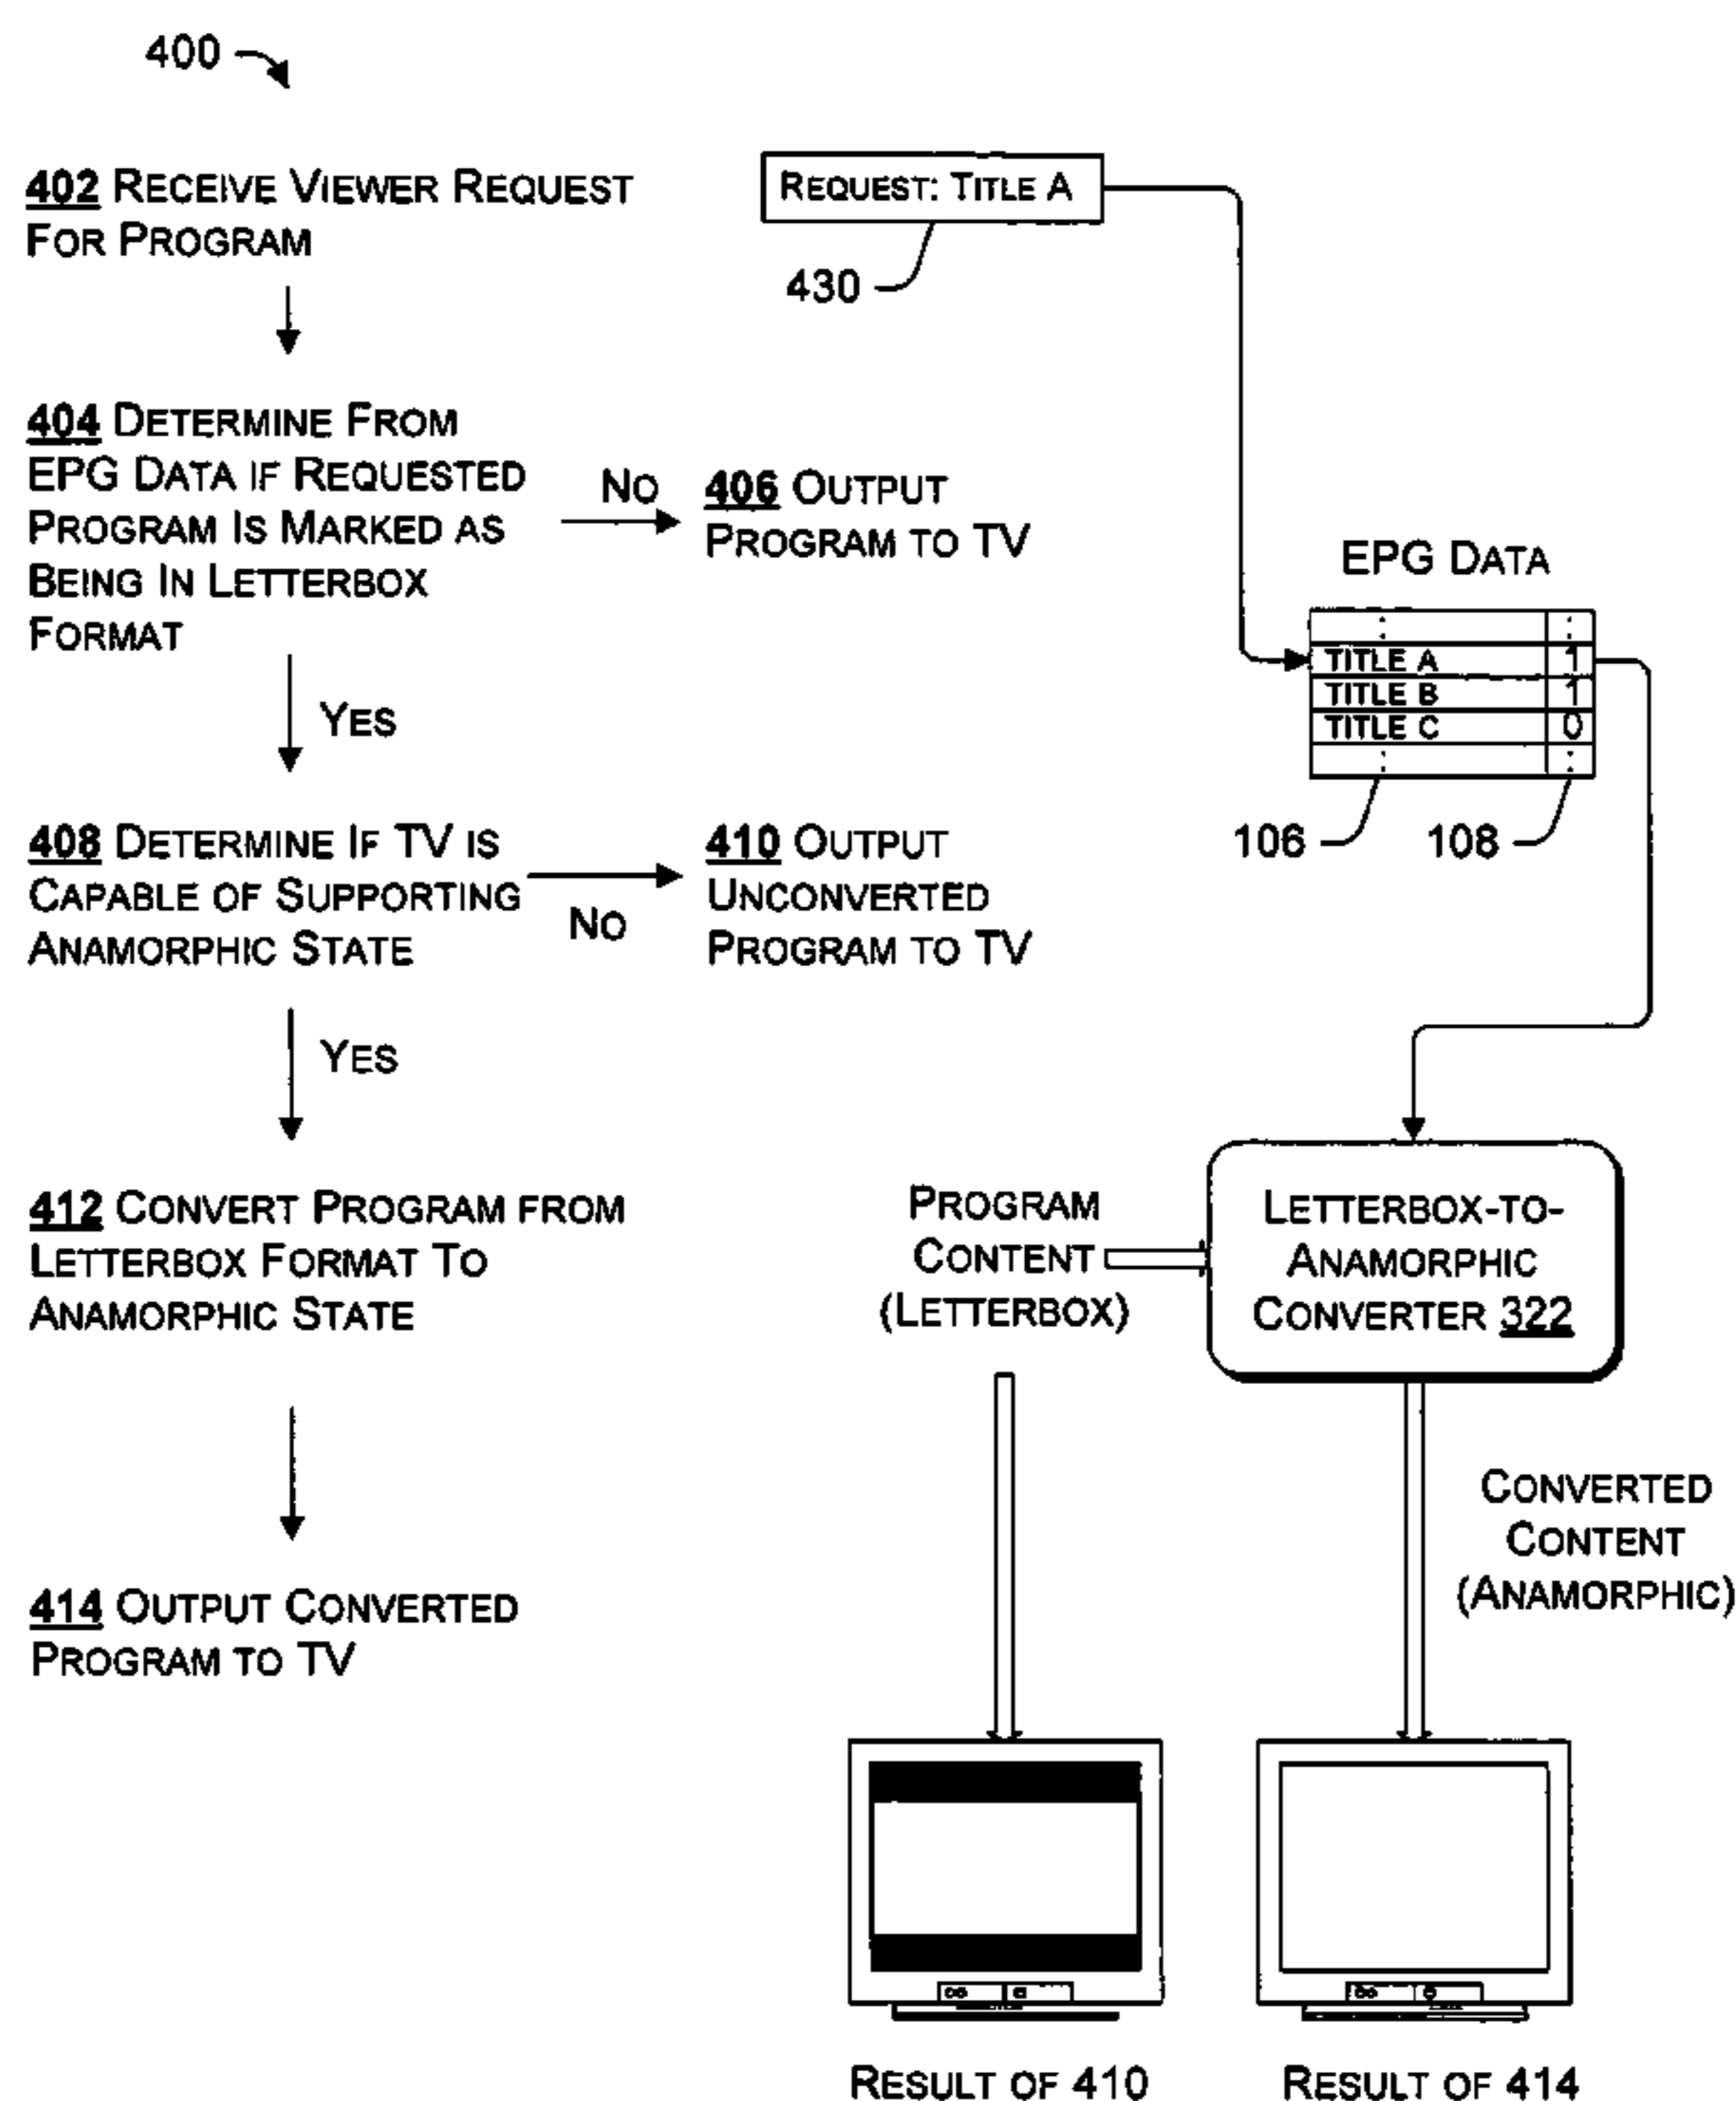 400
402 RECEIVE VIEWER REQUEST
FOR PROGRAM
REQUEST: TITLE A
430
404 DETERMINE FROM
EPG DATA IF REQUESTED
PROGRAM IS MARKED AS
BEING IN LETTERBOX
FORMAT
NO
406 OUTPUT
PROGRAM TO TV
EPG DATA
TITLE A 1
TITLE B 1
TITLE C 0
106
108
YES
408 DETERMINE IF TV IS
CAPABLE OF SUPPORTING
ANAMORPHIC STATE
NO
410 OUTPUT
UNCONVERTED
PROGRAM TO TV
YES
412 CONVERT PROGRAM FROM
LETTERBOX FORMAT TO
ANAMORPHIC STATE
PROGRAM
CONTENT
(LETTERBOX)
LETTERBOX-TO-
ANAMORPHIC
CONVERTER 322
CONVERTED
CONTENT
(ANAMORPHIC)
414 OUTPUT CONVERTED
PROGRAM TO TV
RESULT OF 410
RESULT OF 414